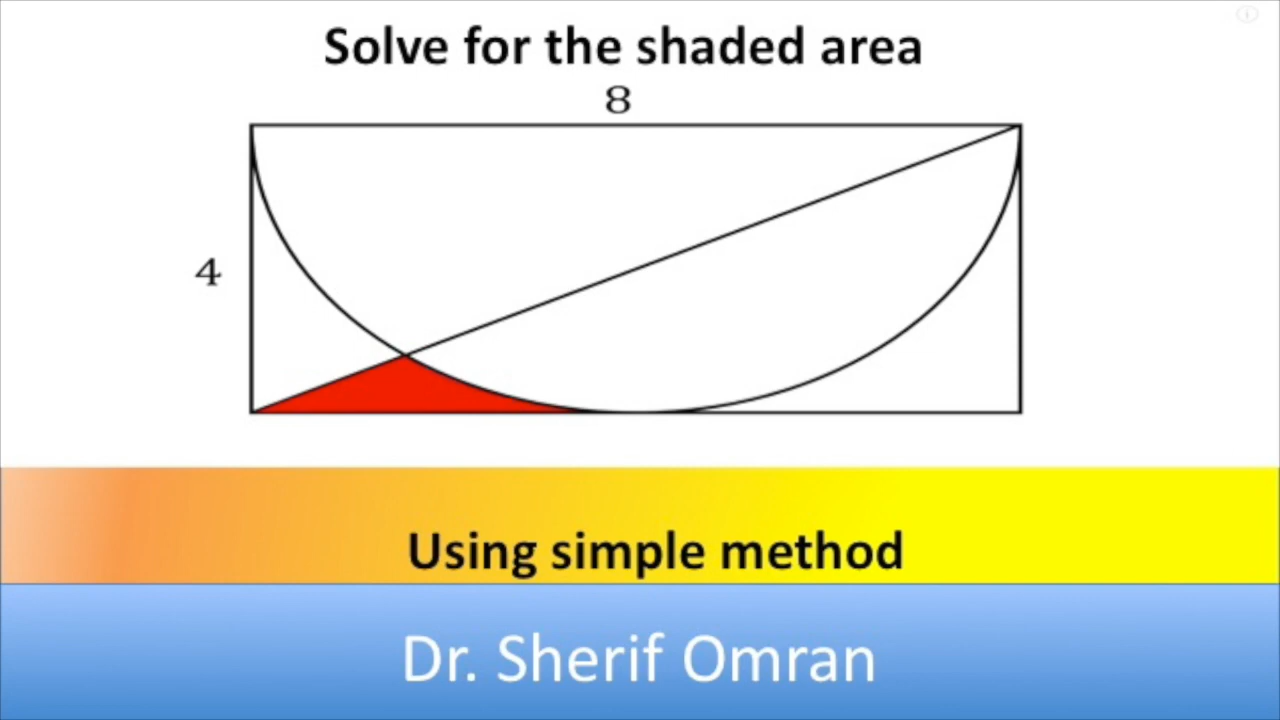 Solve for the shaded area
8
4
Using simple method
Dr. Sherif Omran